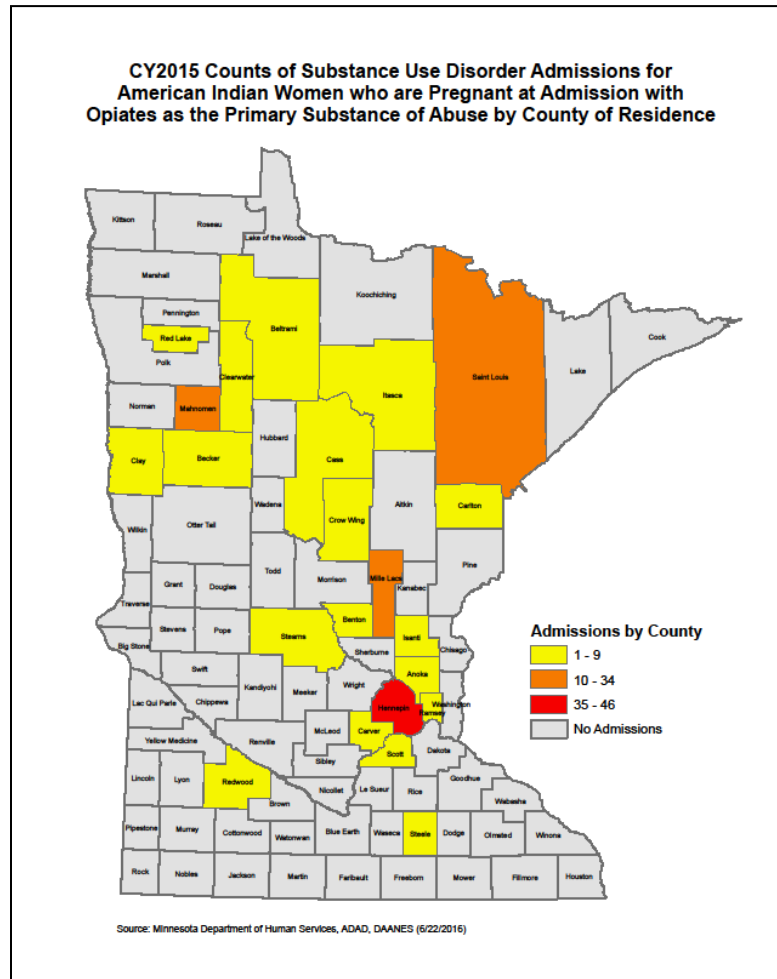 CY2015 Counts of Substance Use Disorder Admissions for
American Indian Women who are Pregnant at Admission with
Opiates as the Primary Substance of Abuse by County of Residence
Kittson
Roseau
Lake of the Woods
Marshall
Koochiching
Pennington
Beltrami
Red Lake
Polk
Clearwater
Itasca
Saint Louis
Lake
Cook
Norman
Mahnomen
Hubbard
Cass
Clay
Becker
Aitkin
Carlton
Wadena
Crow Wing
Wilkin
Otter Tail
Todd
Morrison
Mille Lacs
Kanabec
Pine
Grant
Douglas
Traverse
Benton
Stevens
Pope
Stearns
Isanti
Big Stone
Sherburne
Chisago
Swift
Anoka
Kandiyohi
Meeker
Wright
Washington
Lac Qui Parle
Chippewa
Hennepin
Ramsey
Yellow Medicine
Renville
McLeod
Carver
Scott
Dakota
Sibley
Lincoln
Lyon
Redwood
Nicollet
Le Sueur
Rice
Goodhue
Brown
Wabasha
Pipestone
Murray
Cottonwood
Watonwan
Blue Earth
Waseca
Steele
Dodge
Olmsted
Winona
Rock
Nobles
Jackson
Martin
Faribault
Freeborn
Mower
Fillmore
Houston
Admissions by County
1 - 9
10 - 34
35 - 46
No Admissions
Source: Minnesota Department of Human Services, ADAD, DAANES (6/22/2016)